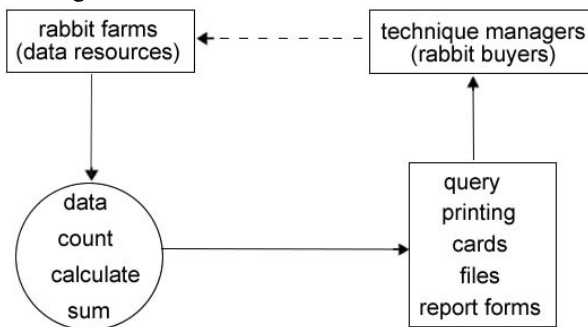 rabbit farms
(data resources)
technique managers
(rabbit buyers)
data
count
calculate
sum
query
printing
cards
files
report forms